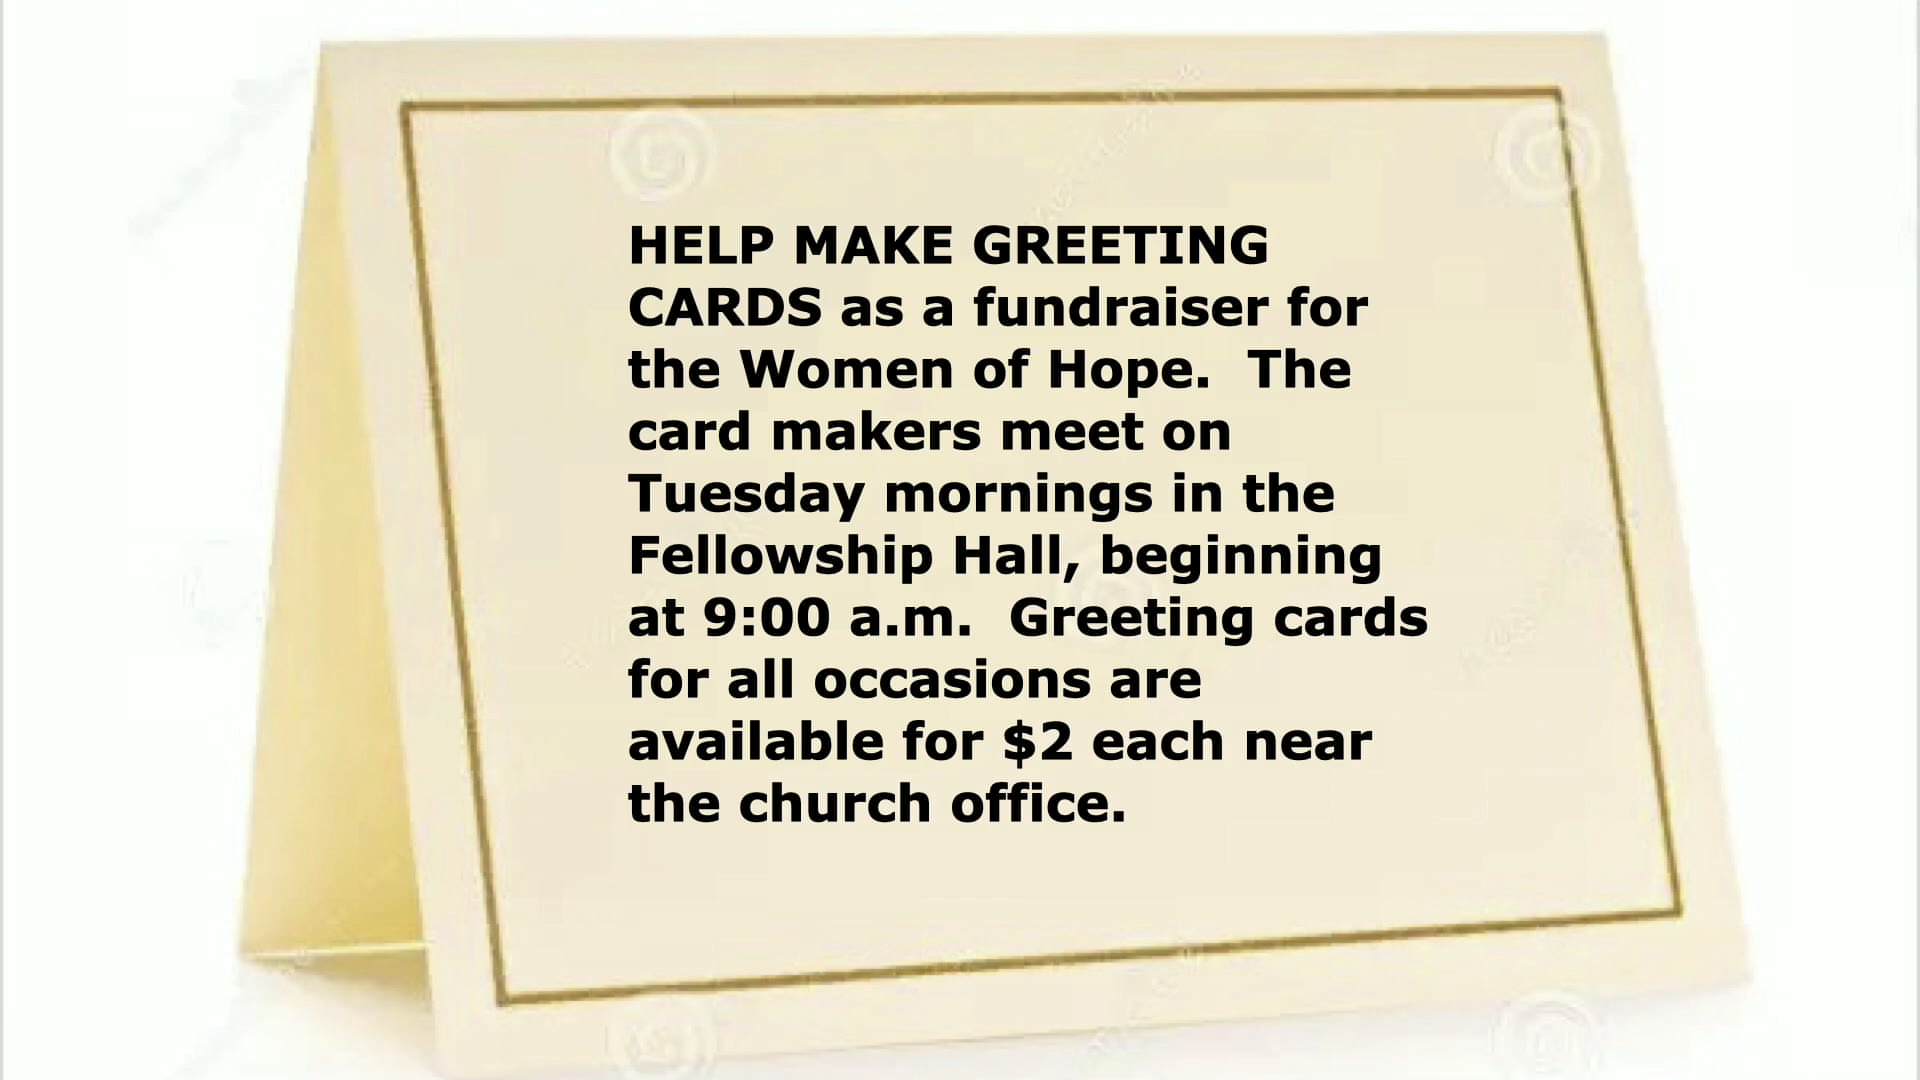 HELP MAKE GREETING
CARDS as a fundraiser for
the Women of Hope.  The
card makers meet on
Tuesday mornings in the
Fellowship Hall, beginning
at 9:00 a.m.  Greeting cards
for all occasions are
available for $2 each near
the church office.